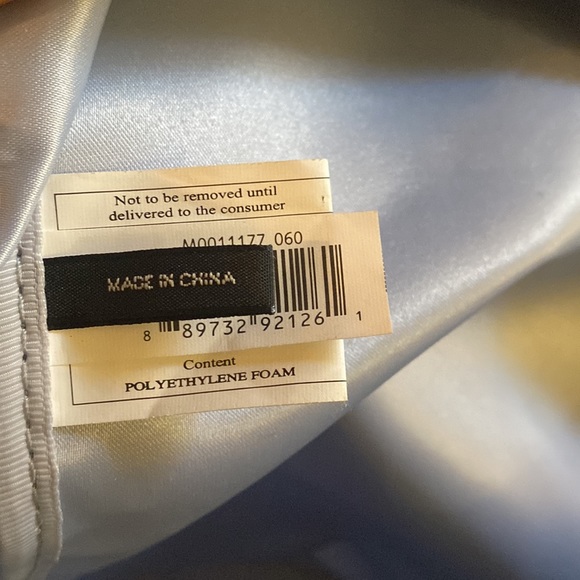 Not to be removed until
delivered to the consumer
M0011177 060
MADE IN CHINA
8 89732 92126 1
Content
POLYETHYLENE FOAM